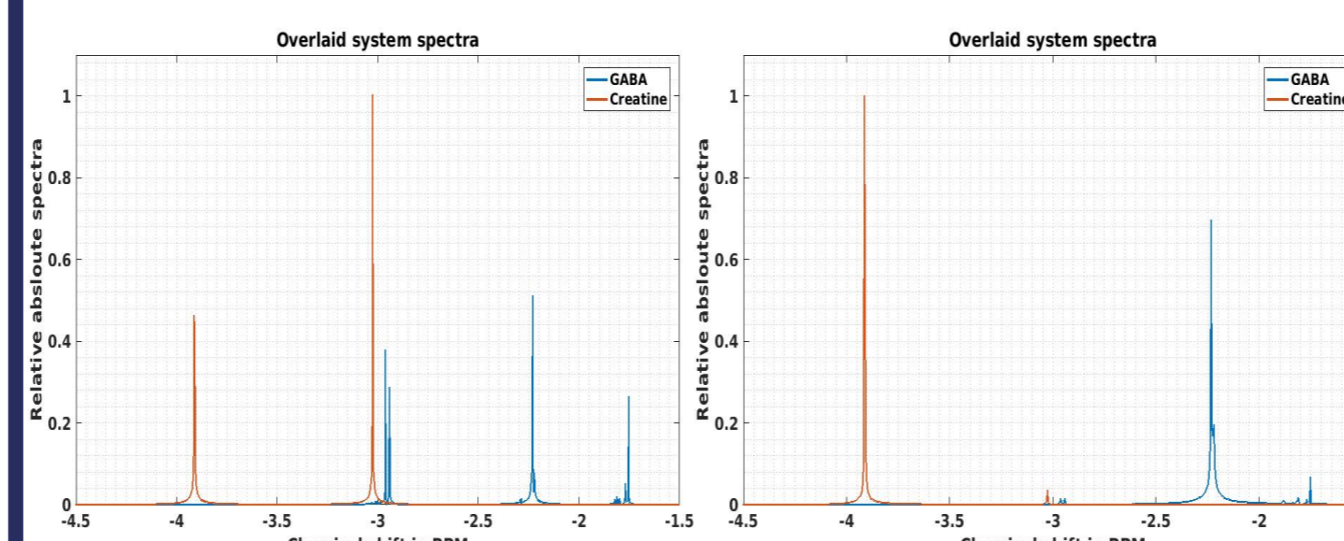 Overlaid system spectra
GABA
Creatine
1
0.8
0.6
0.4
0.2
0
Relative absloute spectra
-4.5 -4 -3.5 -3 -2.5 -2 -1.5
Overlaid system spectra
GABA
Creatine
1
0.8
0.6
0.4
0.2
0
Relative absloute spectra
-4.5 -4 -3.5 -3 -2.5 -2